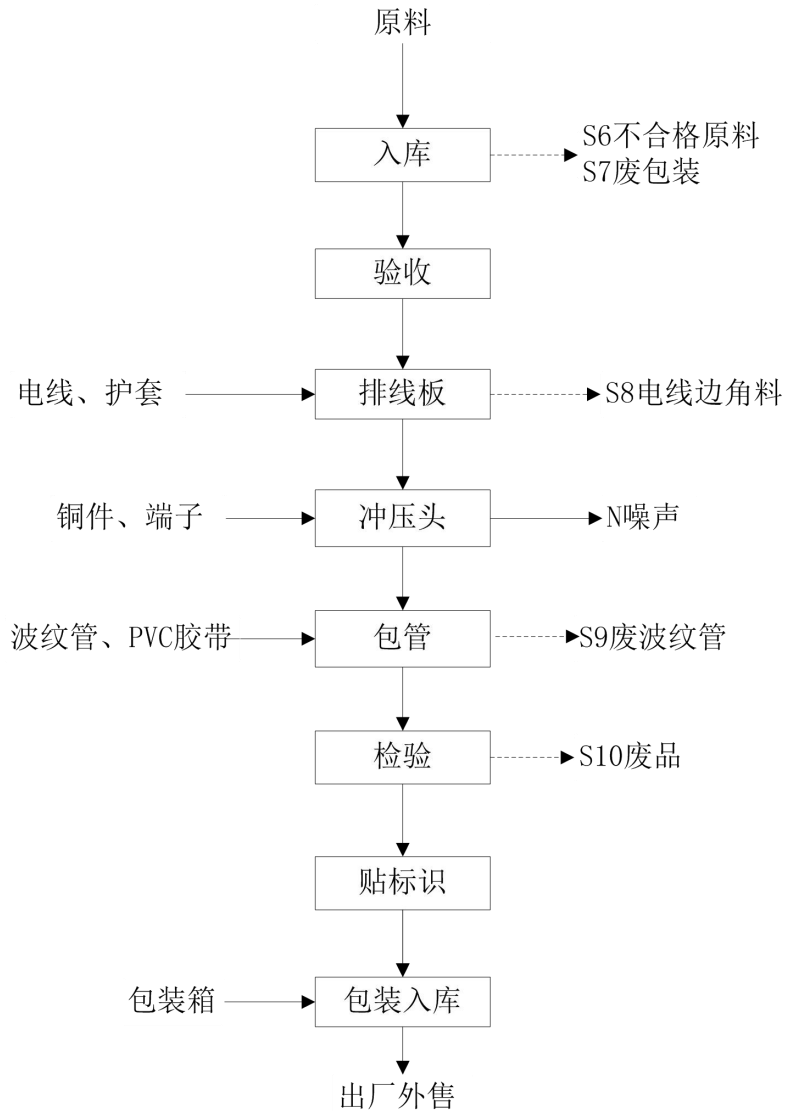 原料
入库
S6不合格原料
S7废包装
验收
电线、护套
排线板
S8电线边角料
铜件、端子
冲压头
N噪声
波纹管、PVC胶带
包管
S9废波纹管
检验
S10废品
贴标识
包装箱
包装入库
出厂外售